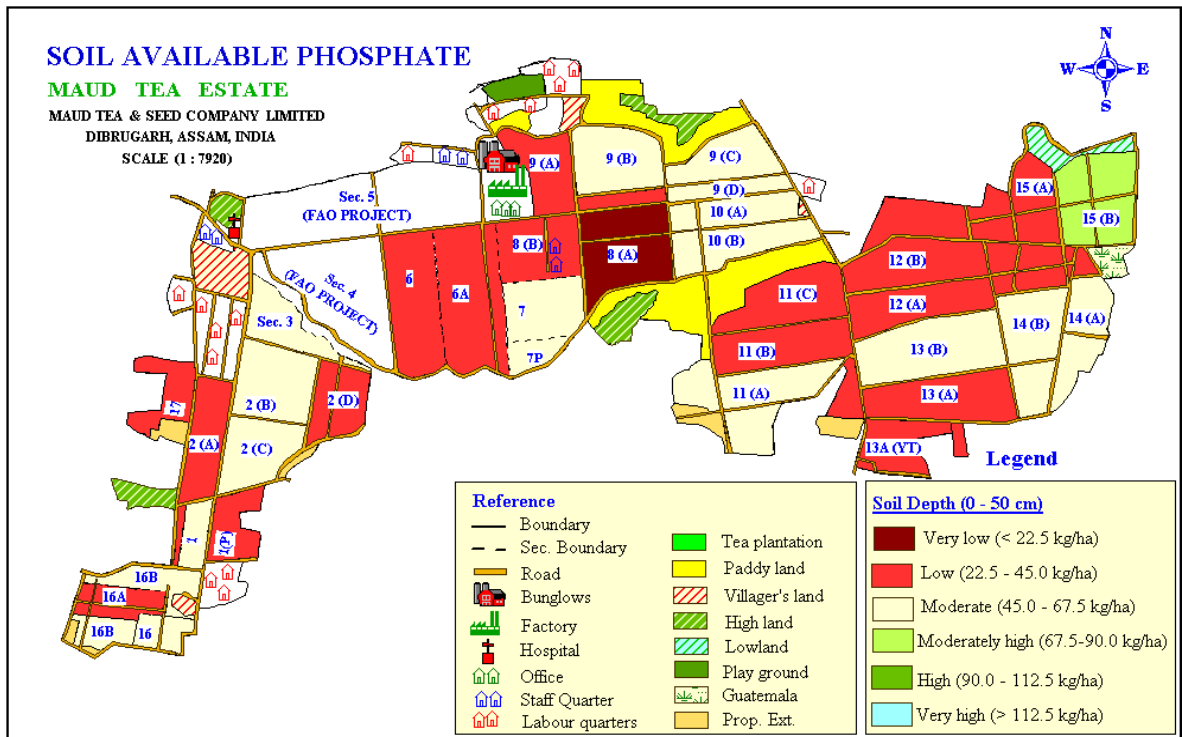 SOIL AVAILABLE PHOSPHATE
MAUD TEA ESTATE
MAUD TEA & SEED COMPANY LIMITED
DIBRUGARH, ASSAM, INDIA
SCALE (1 : 7920)
N
W E
S
9 (A)
9 (B)
9 (C)
9 (D)
10 (A)
10 (B)
Sec. 5
(FAO PROJECT)
8 (B)
8 (A)
15 (A)
15 (B)
Sec. 4
(FAO PROJECT)
6
6A
7
7P
12 (B)
12 (A)
11 (C)
11 (B)
11 (A)
14 (B)
14 (A)
13 (B)
13 (A)
13A (YT)
Sec. 3
2 (B)
2 (D)
17
2 (A)
2 (C)
1
1(P)
16B
16A
16B
16
Legend
Reference
Boundary
Sec. Boundary
Road
Bunglows
Factory
Hospital
Office
Staff Quarter
Labour quarters
Tea plantation
Paddy land
Villager's land
High land
Lowland
Play ground
Guatemala
Prop. Ext.
Soil Depth (0 - 50 cm)
Very low (< 22.5 kg/ha)
Low (22.5 - 45.0 kg/ha)
Moderate (45.0 - 67.5 kg/ha)
Moderately high (67.5-90.0 kg/ha)
High (90.0 - 112.5 kg/ha)
Very high (> 112.5 kg/ha)